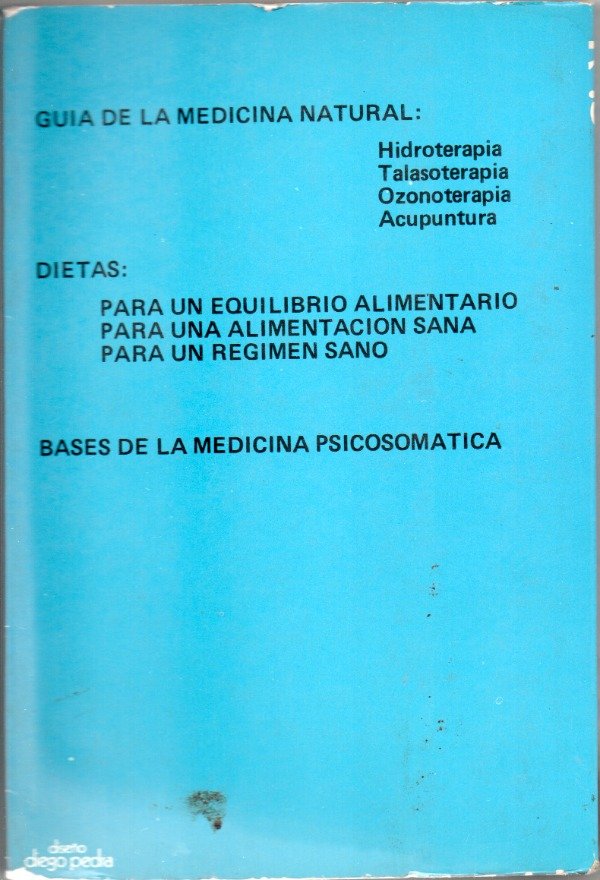 GUIA DE LA MEDICINA NATURAL:
Hidroterapia
Talasoterapia
Ozonoterapia
Acupuntura
DIETAS:
PARA UN EQUILIBRIO ALIMENTARIO
PARA UNA ALIMENTACION SANA
PARA UN REGIMEN SANO
BASES DE LA MEDICINA PSICOSOMATICA
diseño
diego pedia